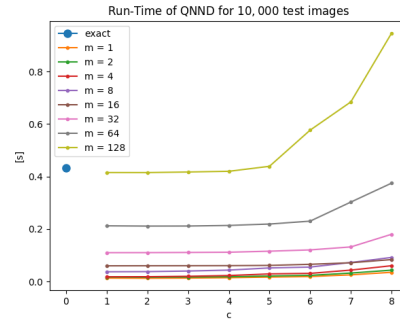 Run-Time of QNND for 10,000 test images
exact
m = 1
m = 2
m = 4
m = 8
m = 16
m = 32
m = 64
m = 128
0.8
0.6
0.4
0.2
0.0
[s]
0 1 2 3 4 5 6 7 8
c